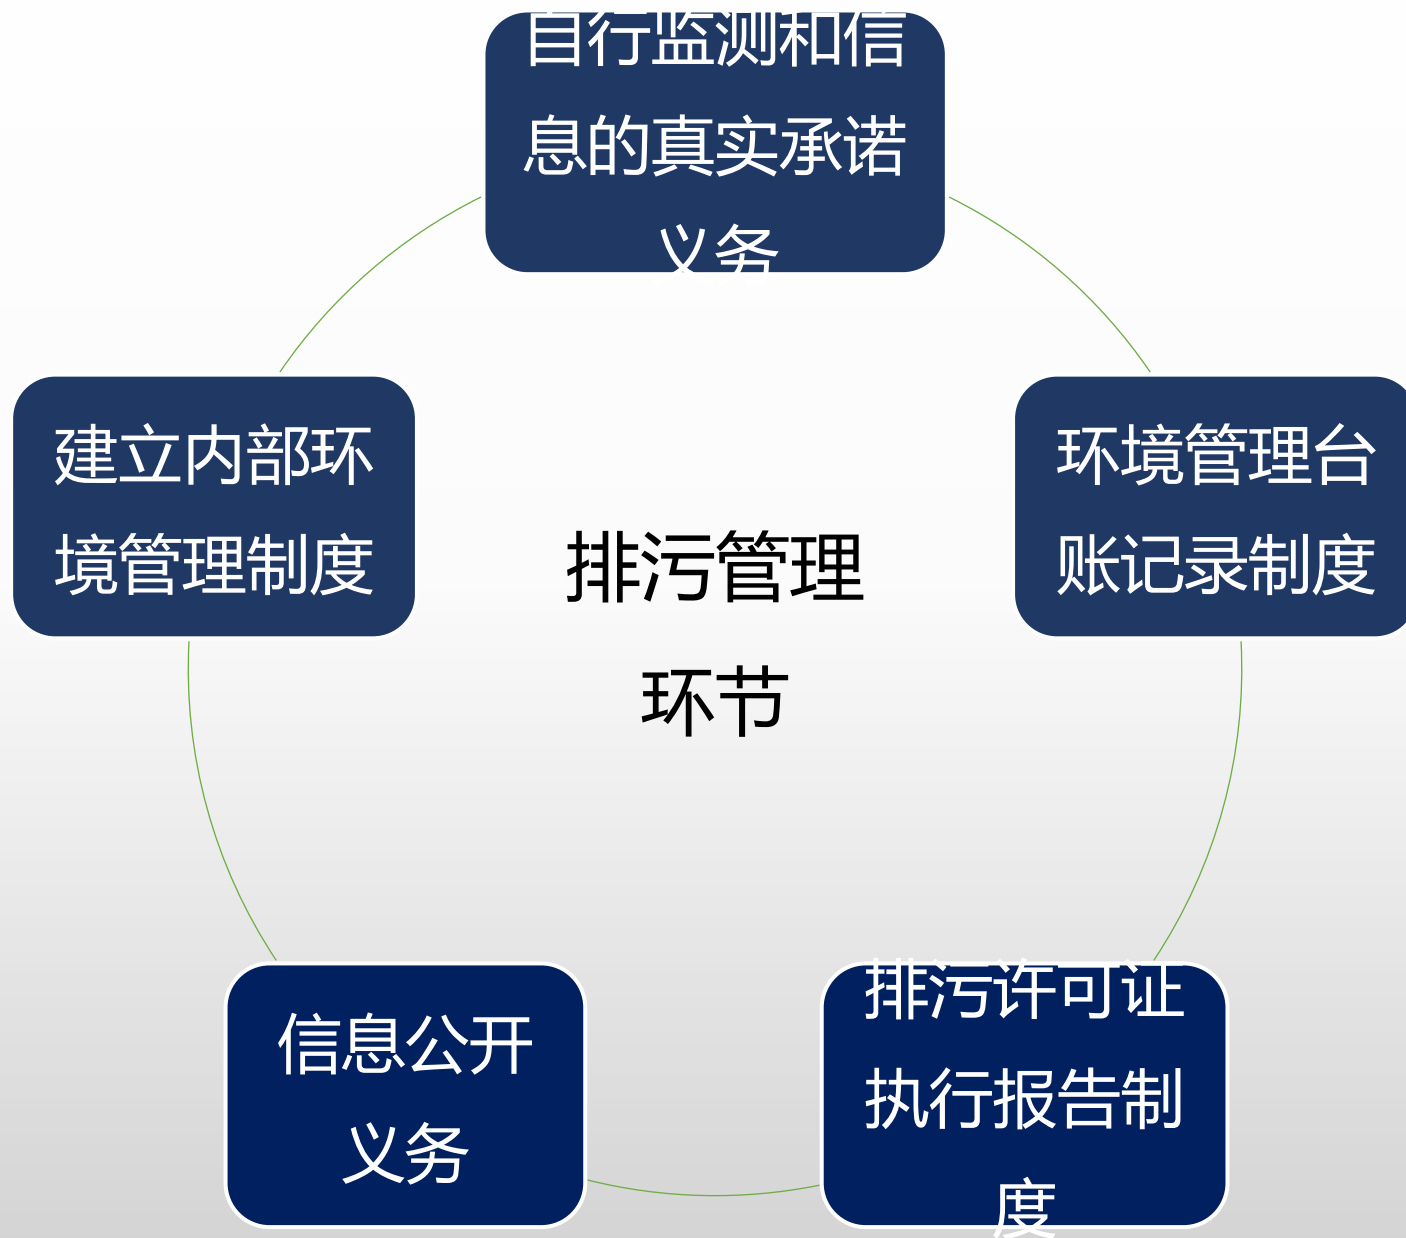 自行监测和信
息的真实承诺
义务
建立内部环
境管理制度
环境管理台
账记录制度
排污管理
环节
信息公开
义务
排污许可证
执行报告制
度